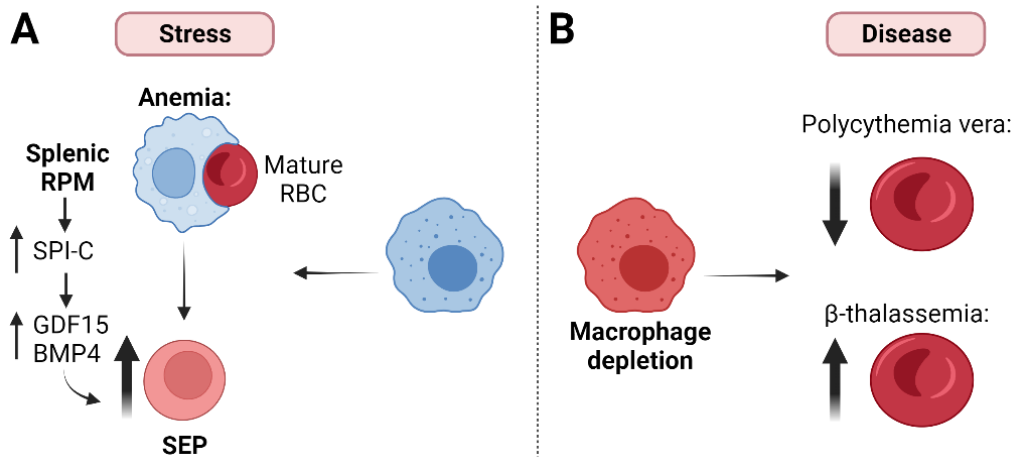 A
Stress
Anemia:
Splenic
RPM
Mature
RBC
SPI-C
GDF15
BMP4
SEP
B
Disease
Polycythemia vera:
Macrophage
depletion
β-thalassemia: